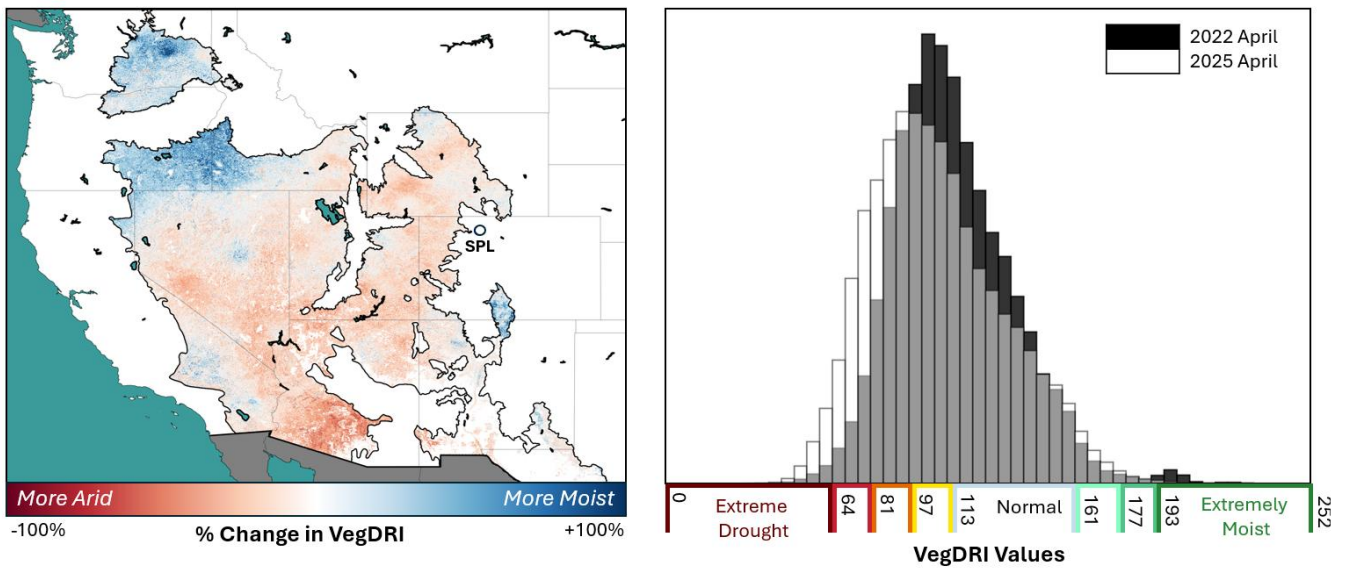 SPL
More Arid
More Moist
-100%
% Change in VegDRI
+100%
2022 April
2025 April
0
Extreme
Drought
64
81
97
113
Normal
161
177
193
Extremely
Moist
252
VegDRI Values